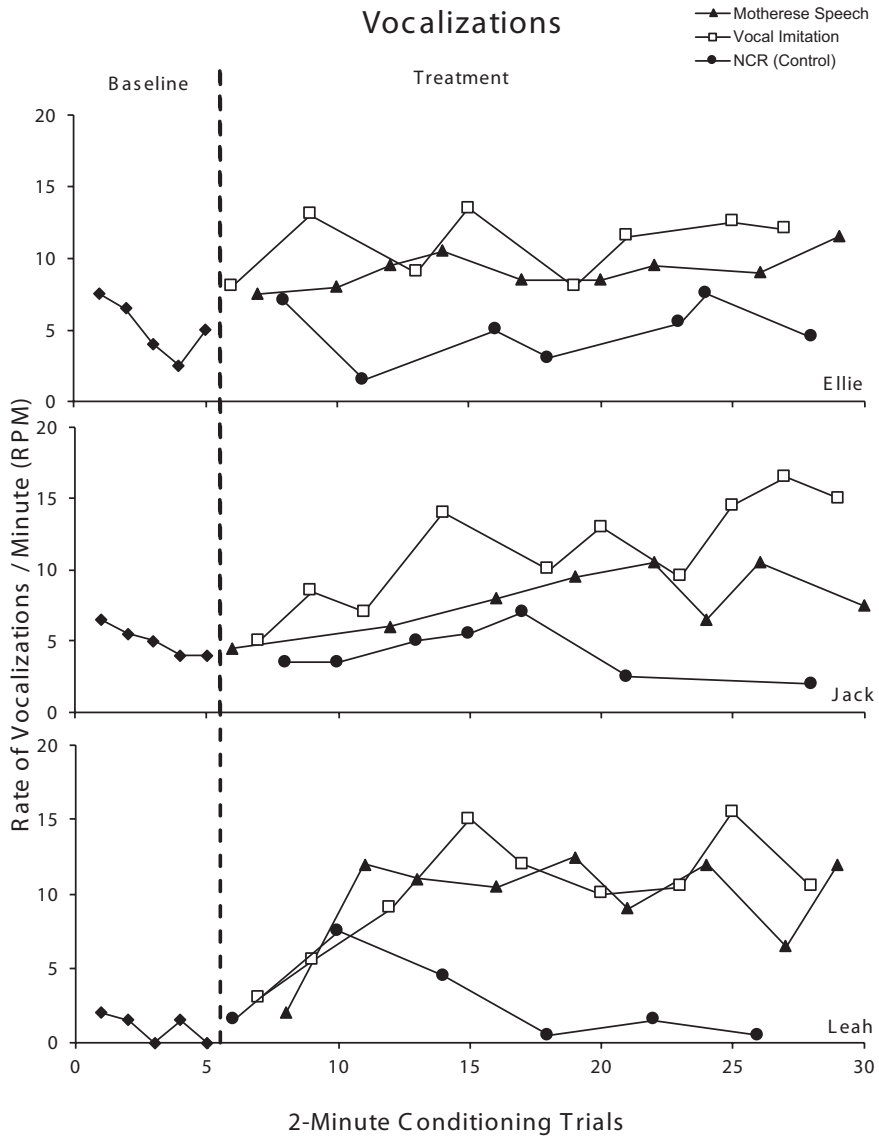 Vocalizations
Motherese Speech
Vocal Imitation
NCR (Control)
Baseline
Treatment
Rate of Vocalizations / Minute (RPM)
20
15
10
5
0
Ellie
20
15
10
5
0
Jack
20
15
10
5
0
Leah
0 5 10 15 20 25 30
2-Minute Conditioning Trials